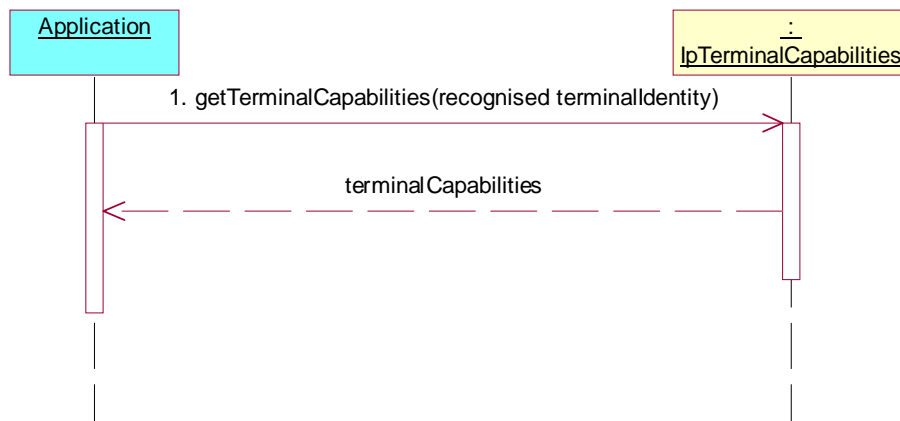 Application
:
IpTerminalCapabilities
1. getTerminalCapabilities(recognised terminalIdentity)
terminalCapabilities